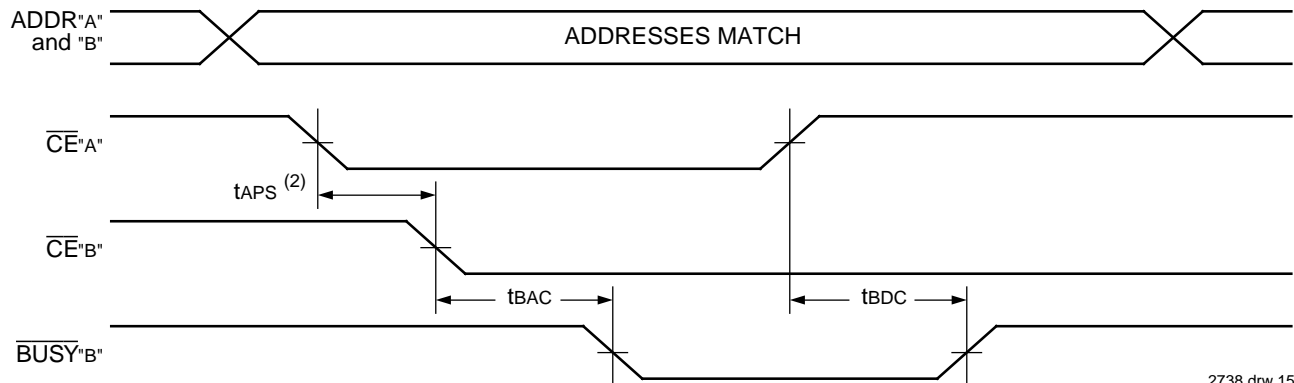 ADDR"A"
and "B"
ADDRESSES MATCH
CE"A"
tAPS (2)
CE"B"
tBAC
tBDC
BUSY"B"
2738 drw 15